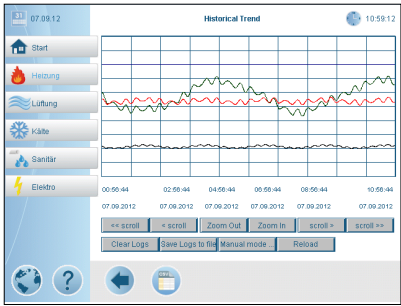 31 07.09.12
Historical Trend
10:59:12
Start
Heizung
Lüftung
Kälte
Sanitär
Elektro
00:56:44 02:56:44 04:56:44 06:56:44 08:56:44 10:56:44
07.09.2012 07.09.2012 07.09.2012 07.09.2012 07.09.2012 07.09.2012
<< scroll < scroll Zoom Out Zoom In scroll > scroll >>
Clear Logs Save Logs to file Manual mode ... Reload
?